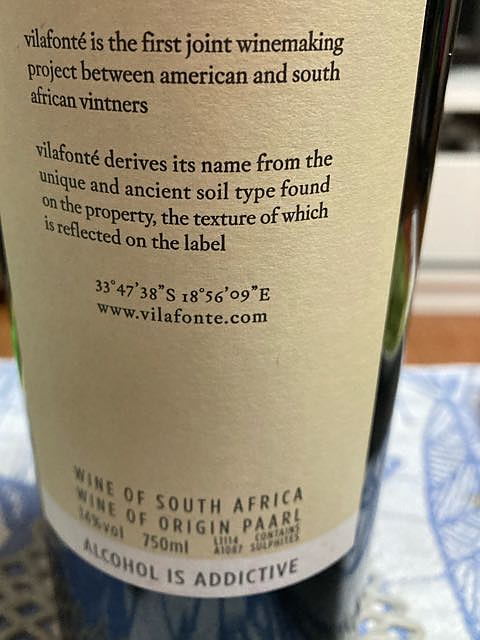 vilafonté is the first joint winemaking
project between american and south
african vintners
vilafonté derives its name from the
unique and ancient soil type found
on the property, the texture of which
is reflected on the label
33°47'38"S 18°56'09"E
www.vilafonte.com
WINE OF SOUTH AFRICA
WINE OF ORIGIN PAARL
14%vol 750ml CONTAINS
A1087 SULPHITES
ALCOHOL IS ADDICTIVE